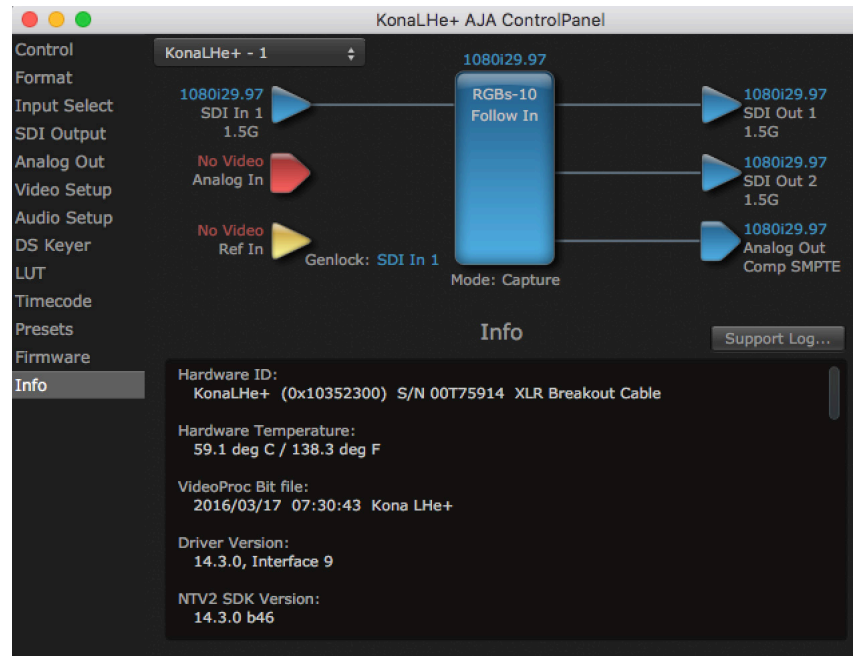 KonaLHe+ AJA ControlPanel
Control
Format
Input Select
SDI Output
Analog Out
Video Setup
Audio Setup
DS Keyer
LUT
Timecode
Presets
Firmware
Info
KonaLHe+ - 1
1080i29.97
1080i29.97
SDI In 1
1.5G
No Video
Analog In
No Video
Ref In
Genlock: SDI In 1
RGBs-10
Follow In
Mode: Capture
1080i29.97
SDI Out 1
1.5G
1080i29.97
SDI Out 2
1.5G
1080i29.97
Analog Out
Comp SMPTE
Info
Support Log...
Hardware ID:
KonaLHe+ (0x10352300) S/N 00T75914 XLR Breakout Cable
Hardware Temperature:
59.1 deg C / 138.3 deg F
VideoProc Bit file:
2016/03/17 07:30:43 Kona LHe+
Driver Version:
14.3.0, Interface 9
NTV2 SDK Version:
14.3.0 b46